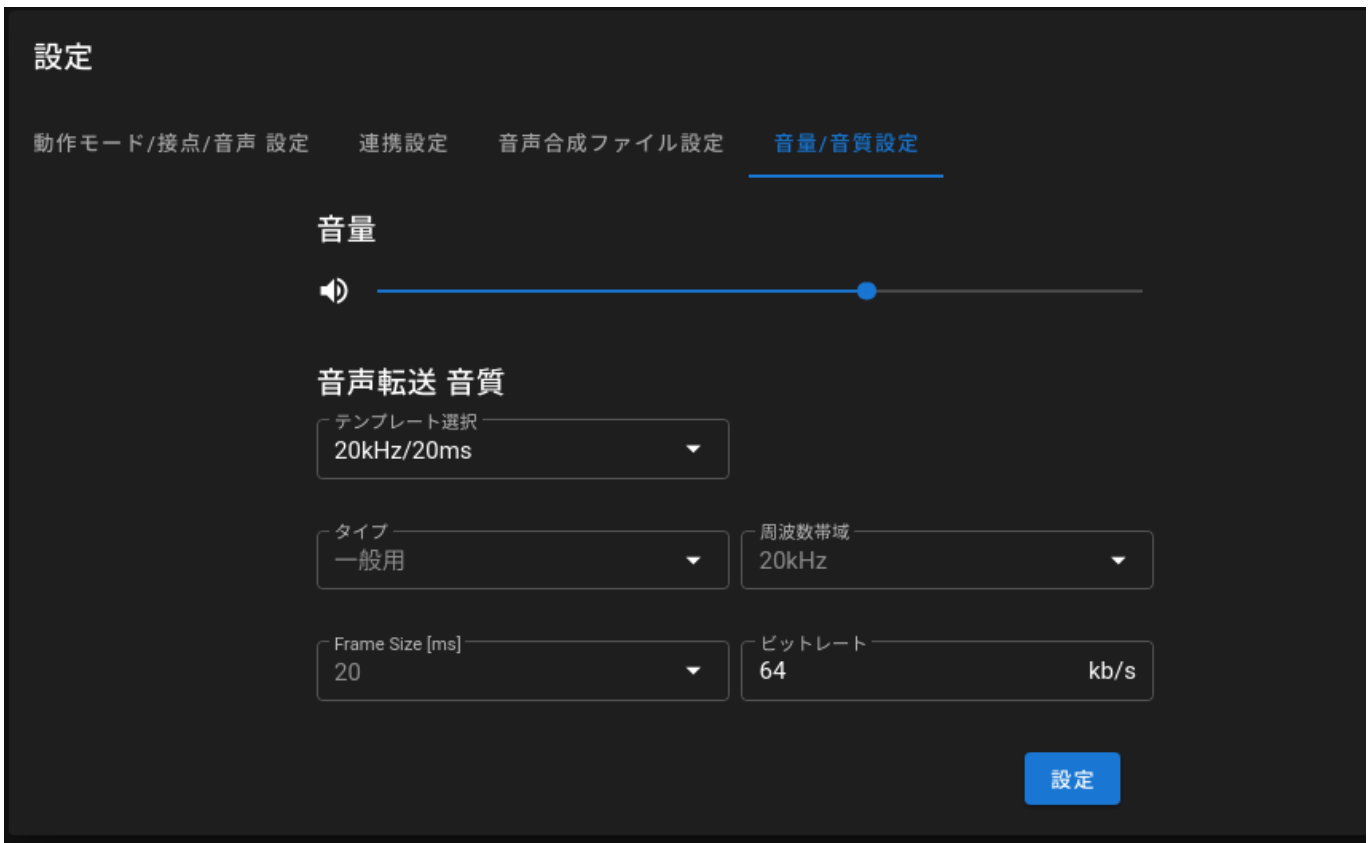 設定
動作モード/接点/音声 設定 連携設定 音声合成ファイル設定 音量/音質設定
音量
音声転送 音質
テンプレート選択
20kHz/20ms
タイプ
一般用
周波数帯域
20kHz
Frame Size [ms]
20
ビットレート
64 kb/s
設定